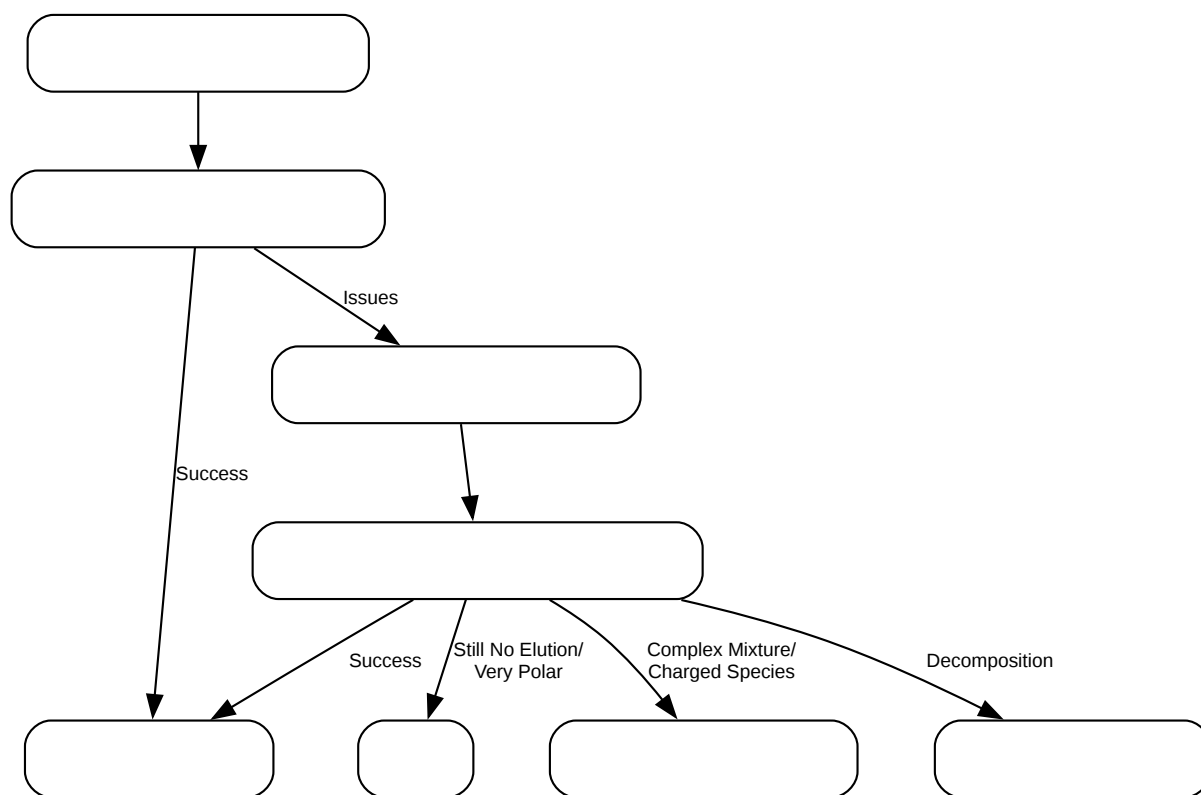 Issues
Success
Success
Still No Elution/
Very Polar
Complex Mixture/
Charged Species
Decomposition